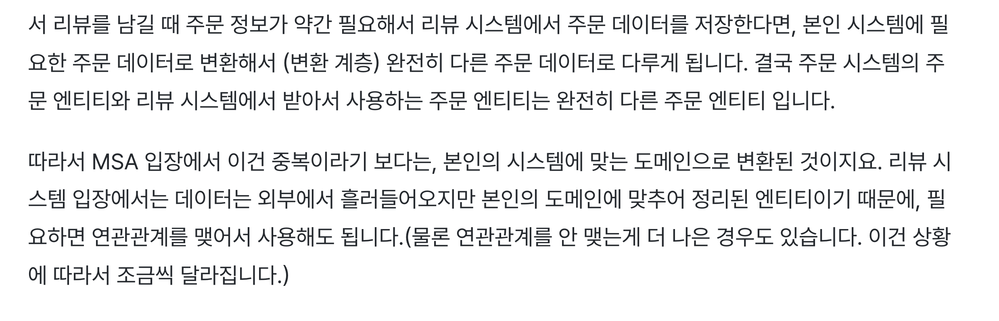 서 리뷰를 남길 때 주문 정보가 약간 필요해서 리뷰 시스템에서 주문 데이터를 저장한다면, 본인 시스템에 필
요한 주문 데이터로 변환해서 (변환 계층) 완전히 다른 주문 데이터로 다루게 됩니다. 결국 주문 시스템의 주
문 엔티티와 리뷰 시스템에서 받아서 사용하는 주문 엔티티는 완전히 다른 주문 엔티티 입니다.
따라서 MSA 입장에서 이건 중복이라기 보다는, 본인의 시스템에 맞는 도메인으로 변환된 것이지요. 리뷰 시
스템 입장에서는 데이터는 외부에서 흘러들어오지만 본인의 도메인에 맞추어 정리된 엔티티이기 때문에, 필
요하면 연관관계를 맺어서 사용해도 됩니다.(물론 연관관계를 안 맺는게 더 나은 경우도 있습니다. 이건 상황
에 따라서 조금씩 달라집니다.)